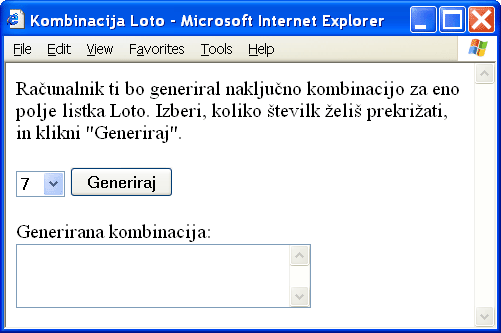 Kombinacija Loto - Microsoft Internet Explorer
File Edit View Favorites Tools Help
Računalnik ti bo generiral naključno kombinacijo za eno
polje listka Loto. Izberi, koliko številk želiš prekrižati,
in klikni "Generiraj".
7 Generiraj
Generirana kombinacija: